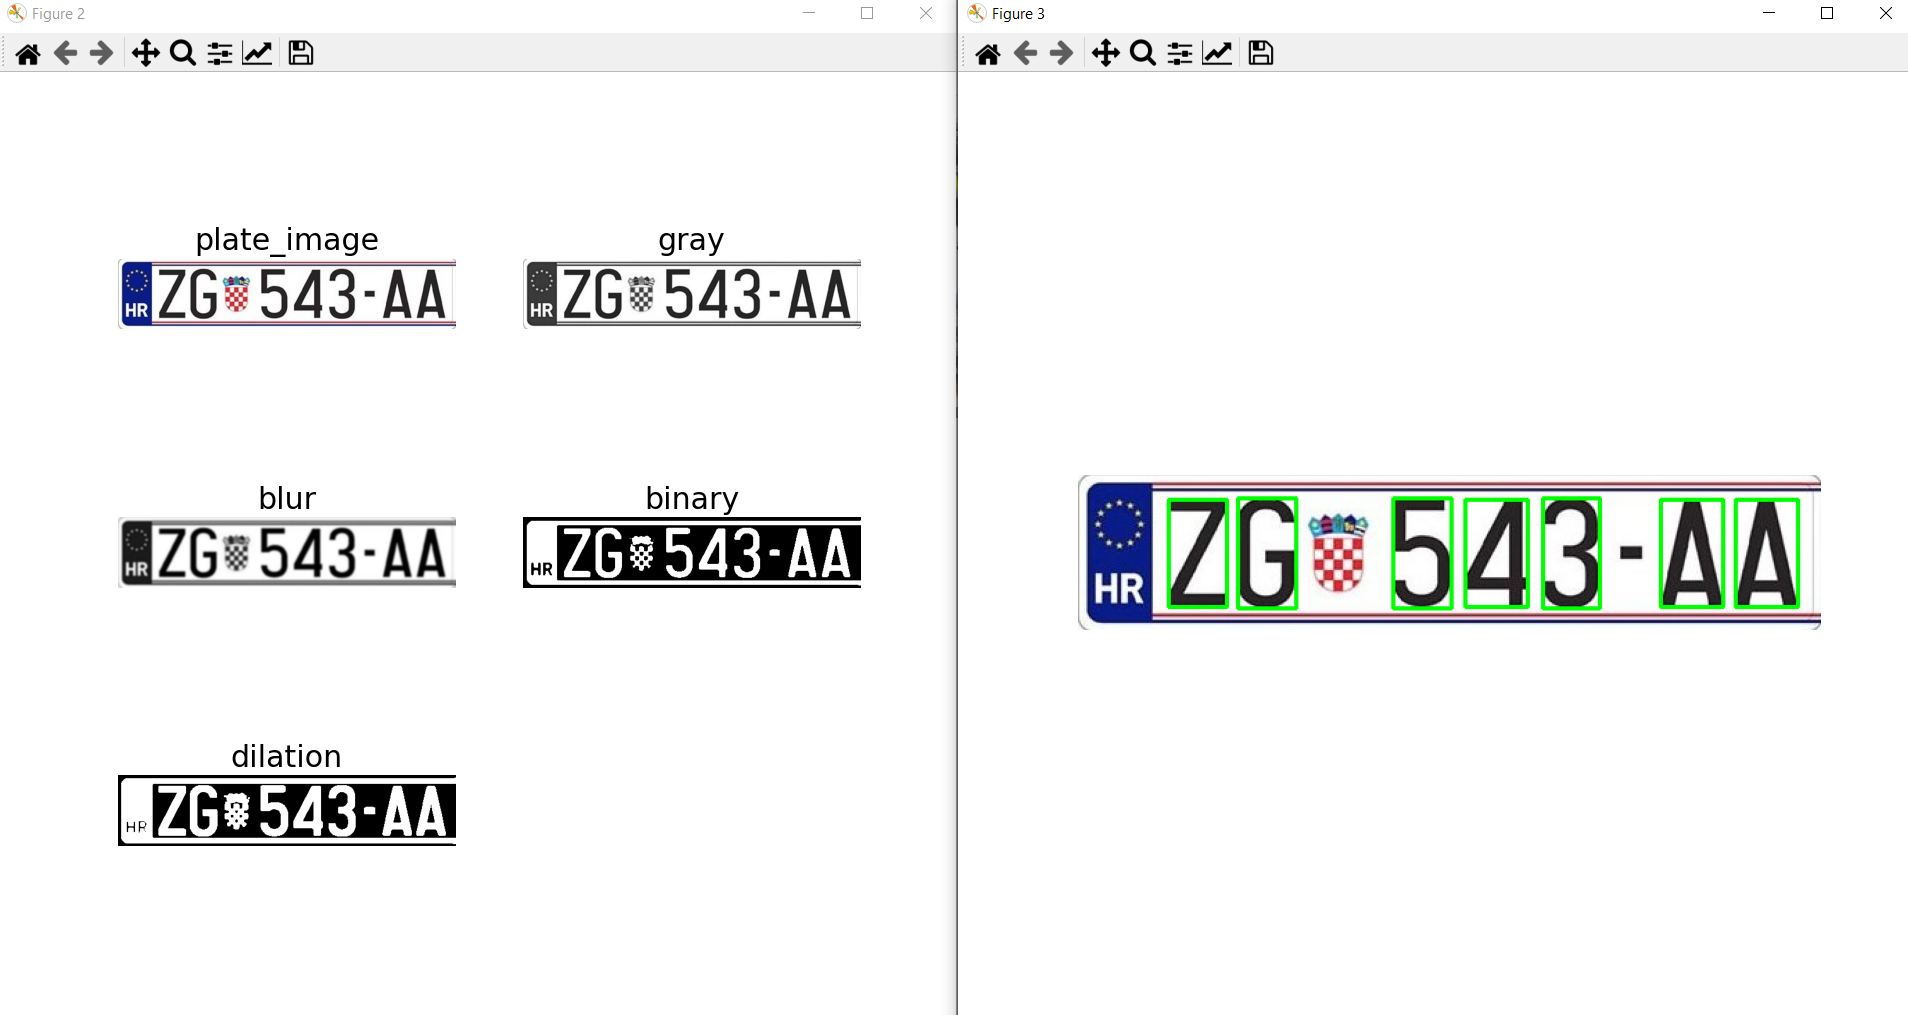 Figure 2
Figure 3
plate_image
gray
HR ZG 543-AA
HR ZG 543-AA
blur
binary
HR ZG 543-AA
HR ZG 543-AA
dilation
HR ZG 543-AA
HR ZG 543-AA